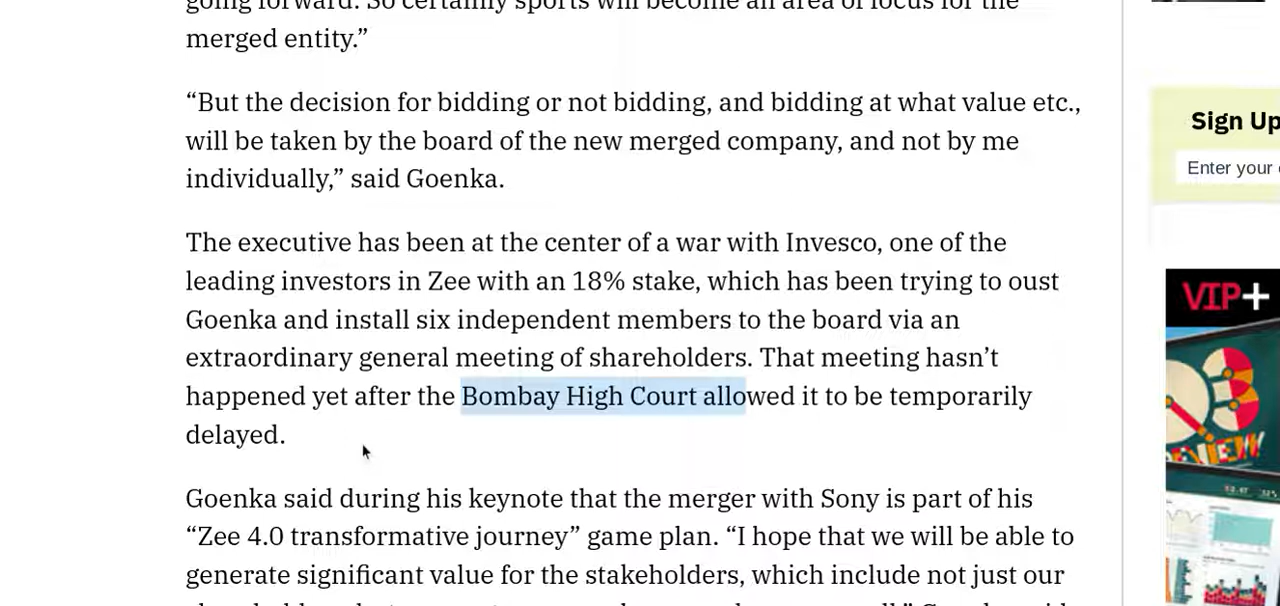 going forward. So certainly sports will become an area of focus for the
merged entity.”
“But the decision for bidding or not bidding, and bidding at what value etc.,
will be taken by the board of the new merged company, and not by me
individually,” said Goenka.
The executive has been at the center of a war with Invesco, one of the
leading investors in Zee with an 18% stake, which has been trying to oust
Goenka and install six independent members to the board via an
extraordinary general meeting of shareholders. That meeting hasn’t
happened yet after the Bombay High Court allowed it to be temporarily
delayed.
Goenka said during his keynote that the merger with Sony is part of his
“Zee 4.0 transformative journey” game plan. “I hope that we will be able to
generate significant value for the stakeholders, which include not just our
Sign Up
Enter your
VIP+